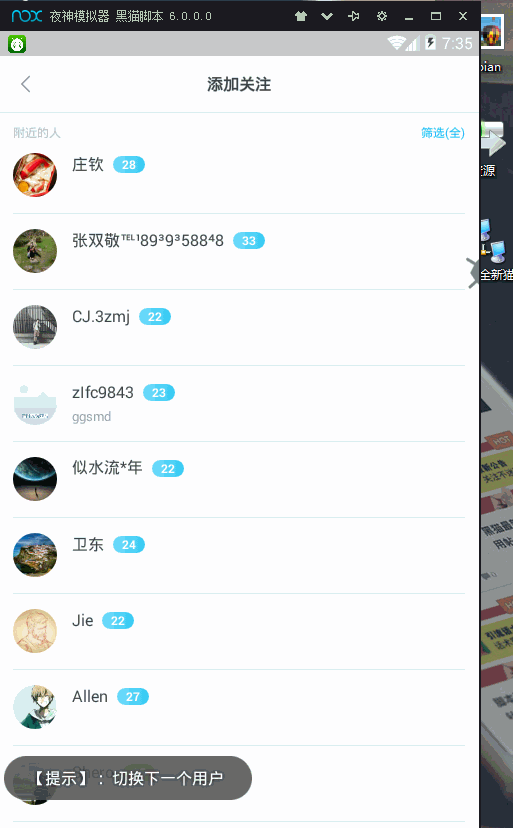 nox 夜神模拟器 黑猫脚本 6.0.0.0
7:35
添加关注
附近的人
筛选(全)
庄钦 28
张双敬℡¹89³9³588⁴8 33
CJ.3zmj 22
zIfc9843 23
ggsmd
似水流*年 22
卫东 24
Jie 22
Allen 27
【提示】：切换下一个用户
pian
全新猫
HOT